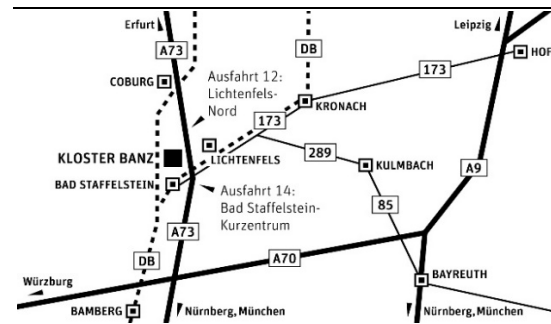 Erfurt
Leipzig
A73
DB
HOF
COBURG
Ausfahrt 12:
Lichtenfels-
Nord
173
KRONACH
173
KLOSTER BANZ
LICHTENFELS
289
KULMBACH
A9
BAD STAFFELSTEIN
Ausfahrt 14:
Bad Staffelstein-
Kurzentrum
85
A73
DB
A70
Würzburg
BAYREUTH
BAMBERG
Nürnberg, München
Nürnberg, München